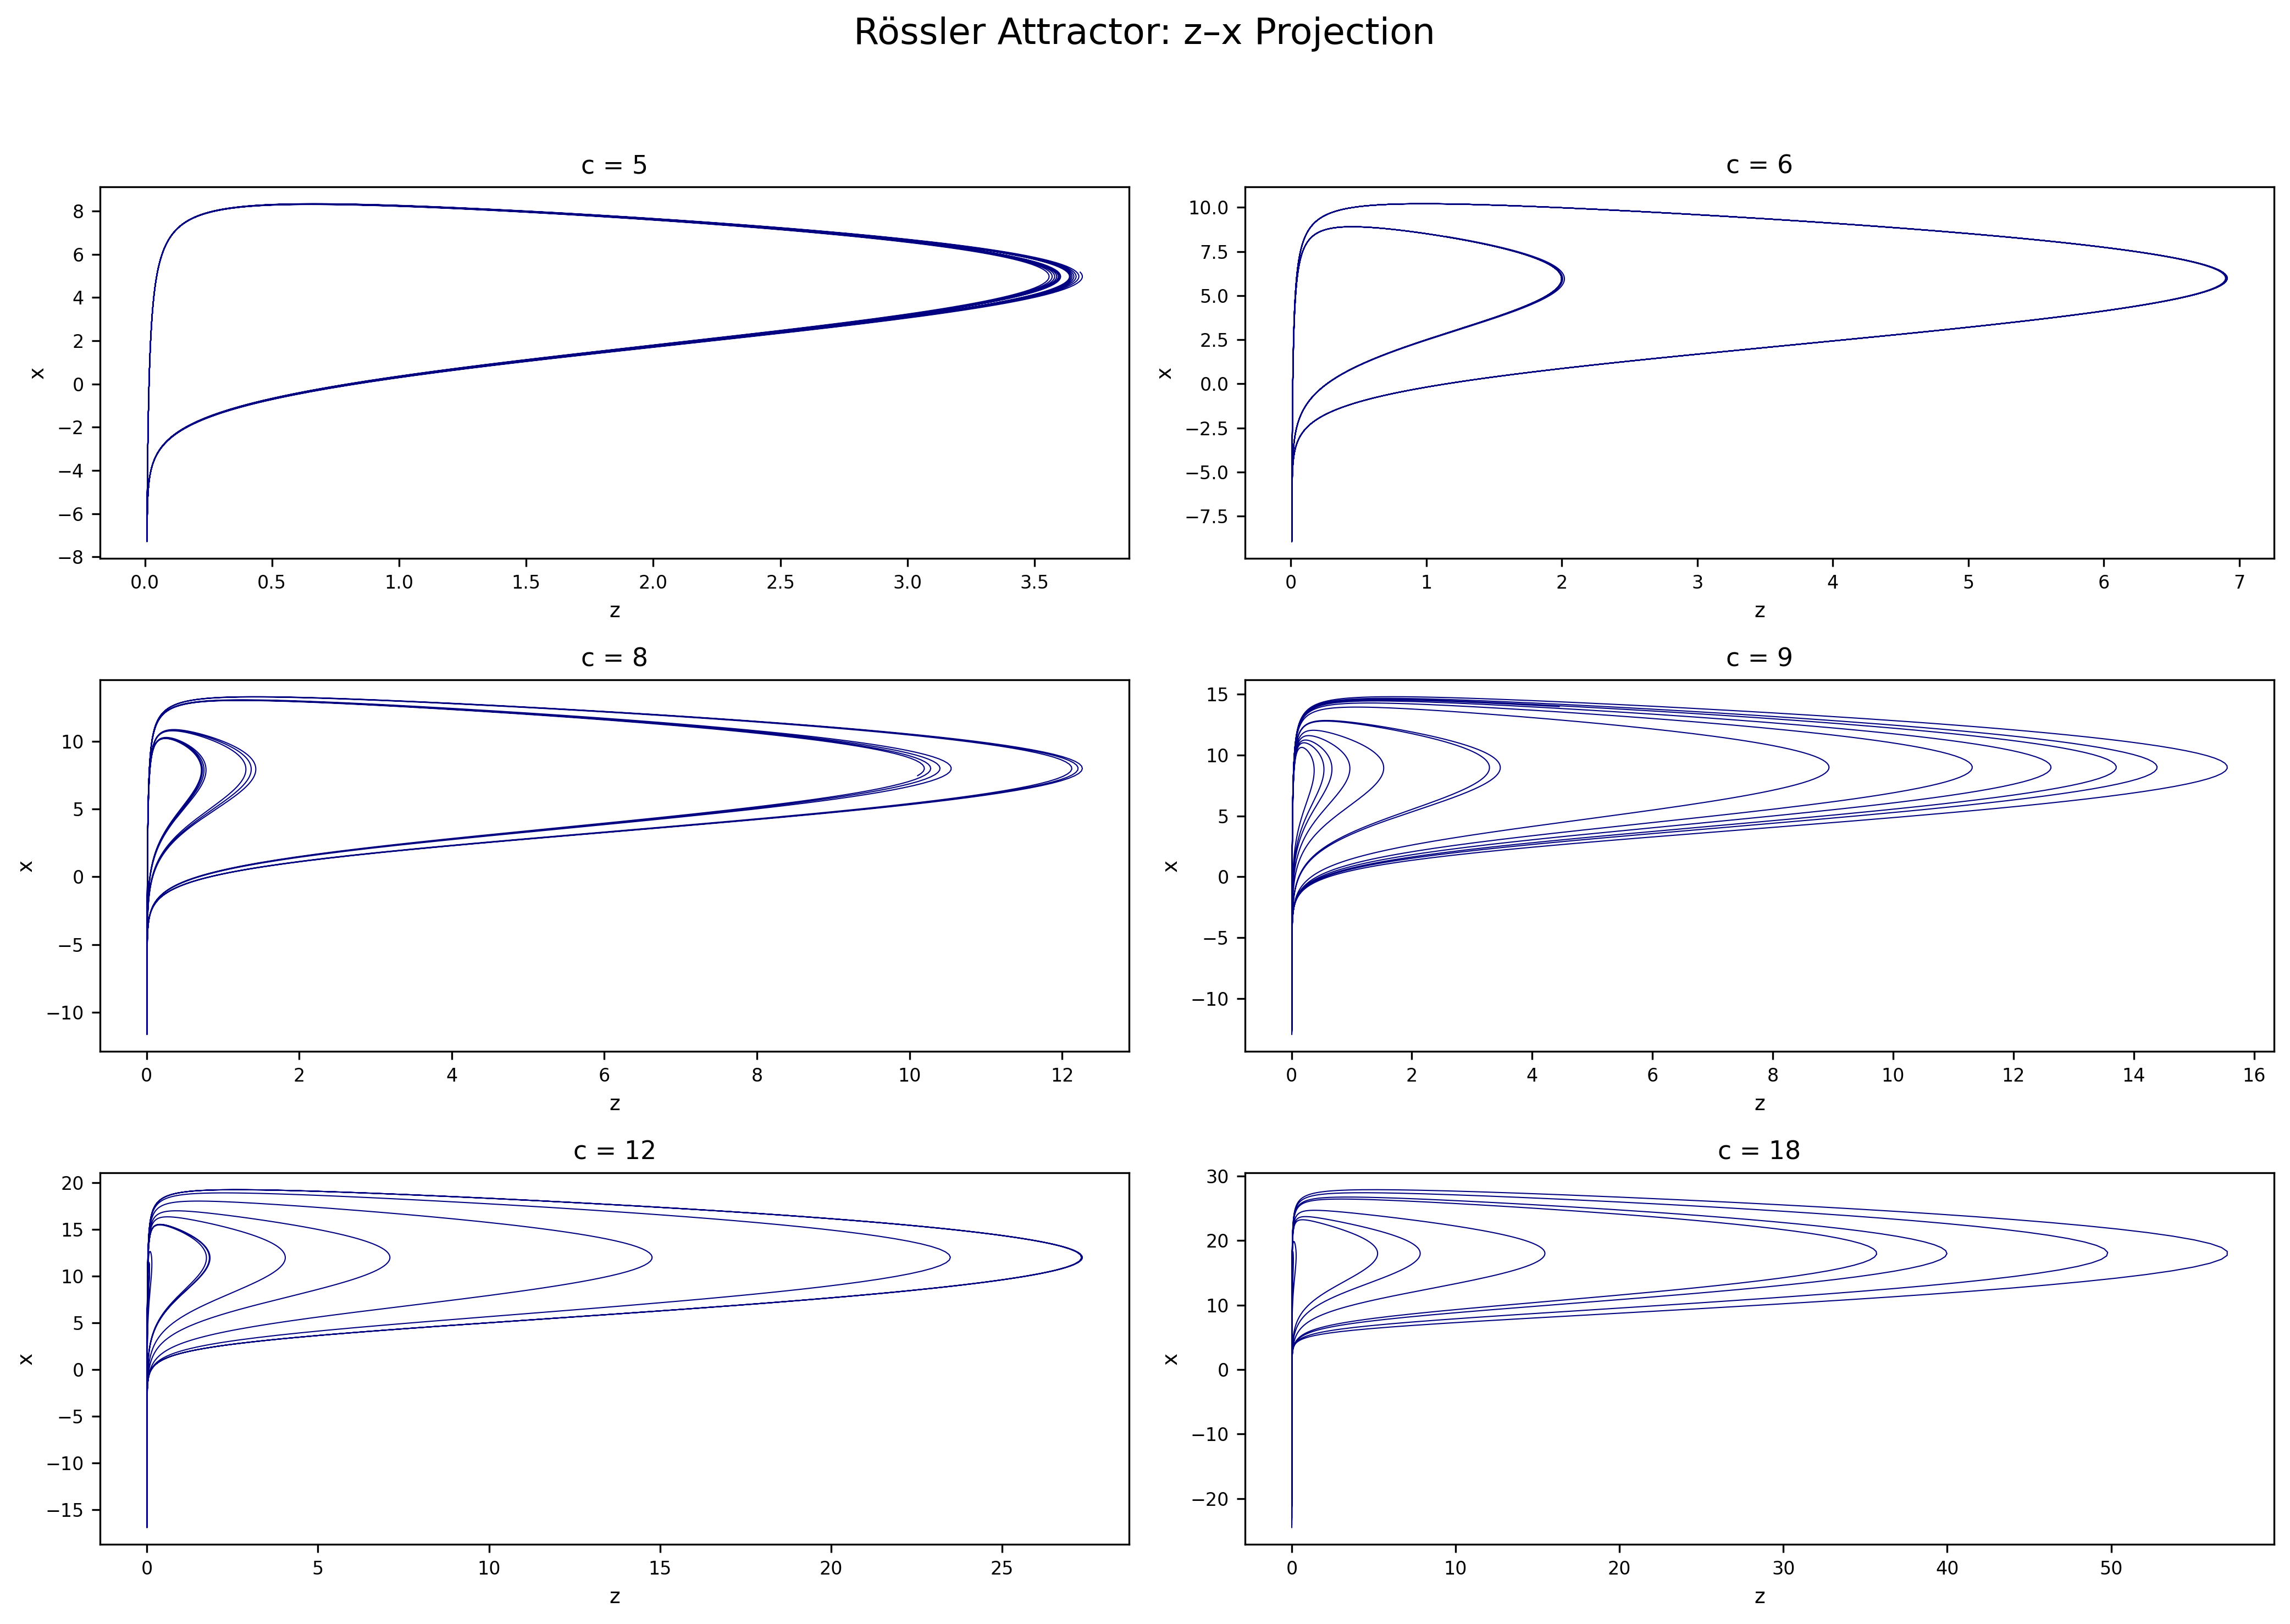 Rössler Attractor: z–x Projection
c = 5
8
6
4
2
0
−2
−4
−6
−8
x
0.0 0.5 1.0 1.5 2.0 2.5 3.0 3.5
z
c = 6
10.0
7.5
5.0
2.5
0.0
−2.5
−5.0
−7.5
x
0 1 2 3 4 5 6 7
z
c = 8
10
5
0
−5
−10
x
0 2 4 6 8 10 12
z
c = 9
15
10
5
0
−5
−10
x
0 2 4 6 8 10 12 14 16
z
c = 12
20
15
10
5
0
−5
−10
−15
x
0 5 10 15 20 25
z
c = 18
30
20
10
0
−10
−20
x
0 10 20 30 40 50
z